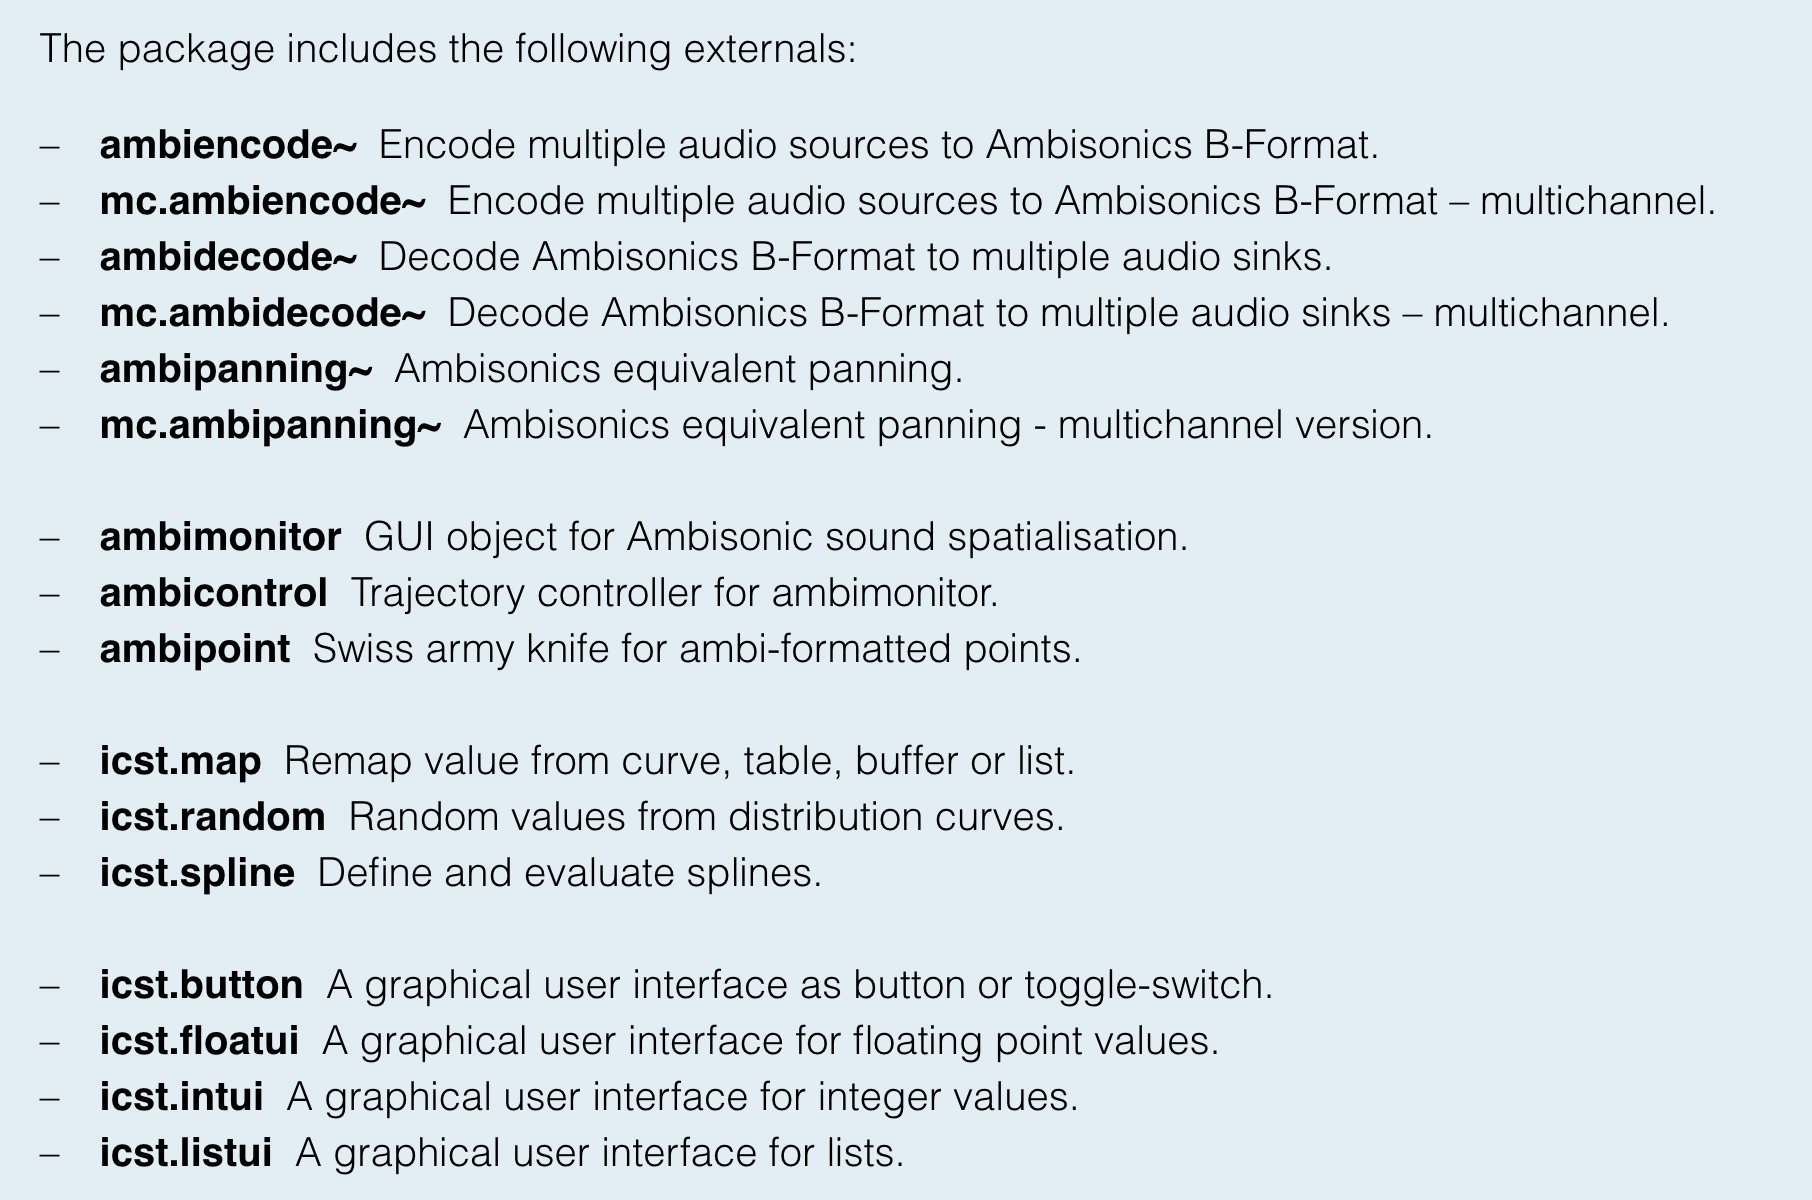 The package includes the following externals:
– ambiencode~ Encode multiple audio sources to Ambisonics B-Format.
– mc.ambiencode~ Encode multiple audio sources to Ambisonics B-Format – multichannel.
– ambidecode~ Decode Ambisonics B-Format to multiple audio sinks.
– mc.ambidecode~ Decode Ambisonics B-Format to multiple audio sinks – multichannel.
– ambipanning~ Ambisonics equivalent panning.
– mc.ambipanning~ Ambisonics equivalent panning - multichannel version.
– ambimonitor GUI object for Ambisonic sound spatialisation.
– ambicontrol Trajectory controller for ambimonitor.
– ambipoint Swiss army knife for ambi-formatted points.
– icst.map Remap value from curve, table, buffer or list.
– icst.random Random values from distribution curves.
– icst.spline Define and evaluate splines.
– icst.button A graphical user interface as button or toggle-switch.
– icst.floatui A graphical user interface for floating point values.
– icst.intui A graphical user interface for integer values.
– icst.listui A graphical user interface for lists.